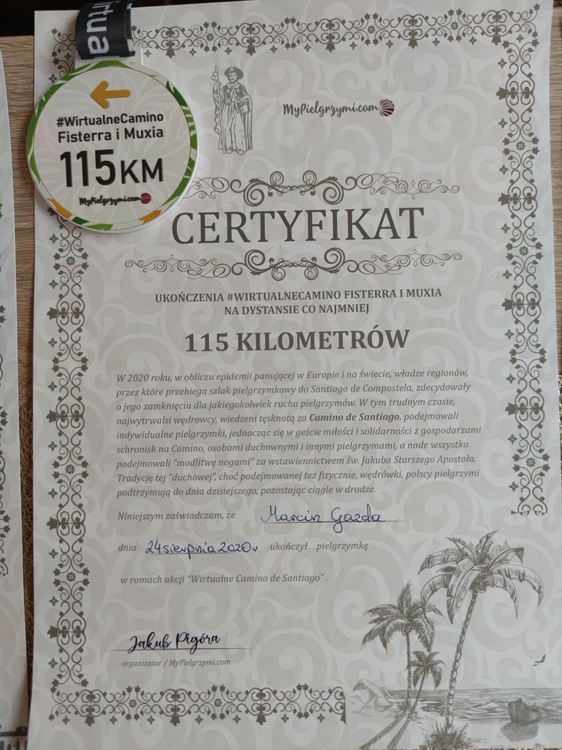 tua
#WirtualneCamino
Fisterra i Muxia
115KM
MyPielgrzymi.com
MyPielgrzymi.com
CERTYFIKAT
UKOŃCZENIA #WIRTUALNECAMINO FISTERRA I MUXIA
NA DYSTANSIE CO NAJMNIEJ
115 KILOMETRÓW
W 2020 roku, w obliczu epidemii panującej w Europie i na świecie, władze regionów,
przez które przebiega szlak pielgrzymkowy do Santiago de Compostela, zdecydowały
o jego zamknięciu dla jakiegokolwiek ruchu pielgrzymów. W tym trudnym czasie,
najwytrwalsi wędrowcy, wiedzeni tęsknotą za Camino de Santiago, podejmowali
indywidualne pielgrzymki, jednocząc się w geście miłości i solidarności z gospodarzami
schronisk na Camino, osobami duchownymi i innymi pielgrzymami, a nade wszystko
podejmowali "modlitwę nogami" za wstawiennictwem św. Jakuba Starszego Apostoła.
Tradycję tej "duchowej", choć podejmowanej też fizycznie, wędrówki, polscy pielgrzymi
podtrzymują do dnia dzisiejszego, pozostając ciągle w drodze.
Niniejszym zaświadczam, że Marcin Gazda
dnia 24 sierpnia 2020r. ukończył pielgrzymkę
w ramach akcji "Wirtualne Camino de Santiago".
Jakub Pigóra
organizator / MyPielgrzymi.com